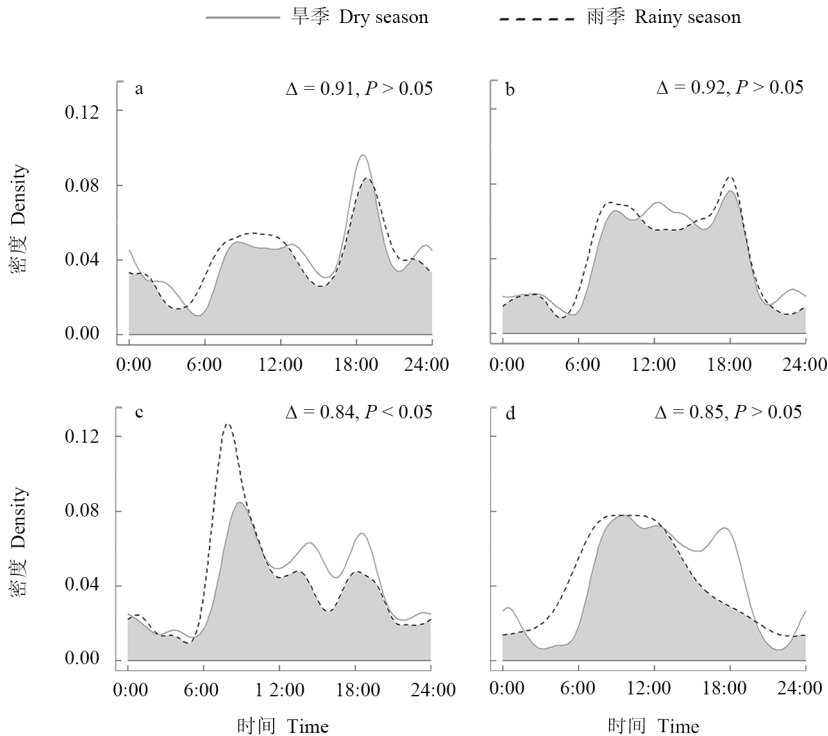 旱季 Dry season 雨季 Rainy season
a Δ = 0.91, P > 0.05
b Δ = 0.92, P > 0.05
密度 Density
0.12
0.08
0.04
0.00
0:00 6:00 12:00 18:00 24:00
0:00 6:00 12:00 18:00 24:00
c Δ = 0.84, P < 0.05
d Δ = 0.85, P > 0.05
密度 Density
0.12
0.08
0.04
0.00
0:00 6:00 1 2:00 18:00 24:00
0:00 6:00 12:00 18:00 24:00
时间 Time
时间 Time